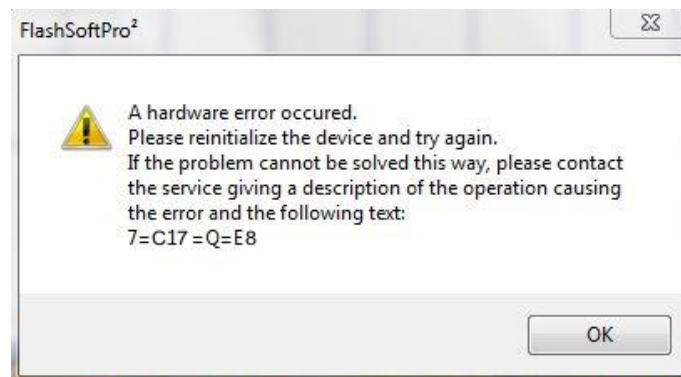 FlashSoftPro²
A hardware error occured.
Please reinitialize the device and try again.
If the problem cannot be solved this way, please contact
the service giving a description of the operation causing
the error and the following text:
7=C17 =Q=E8
OK